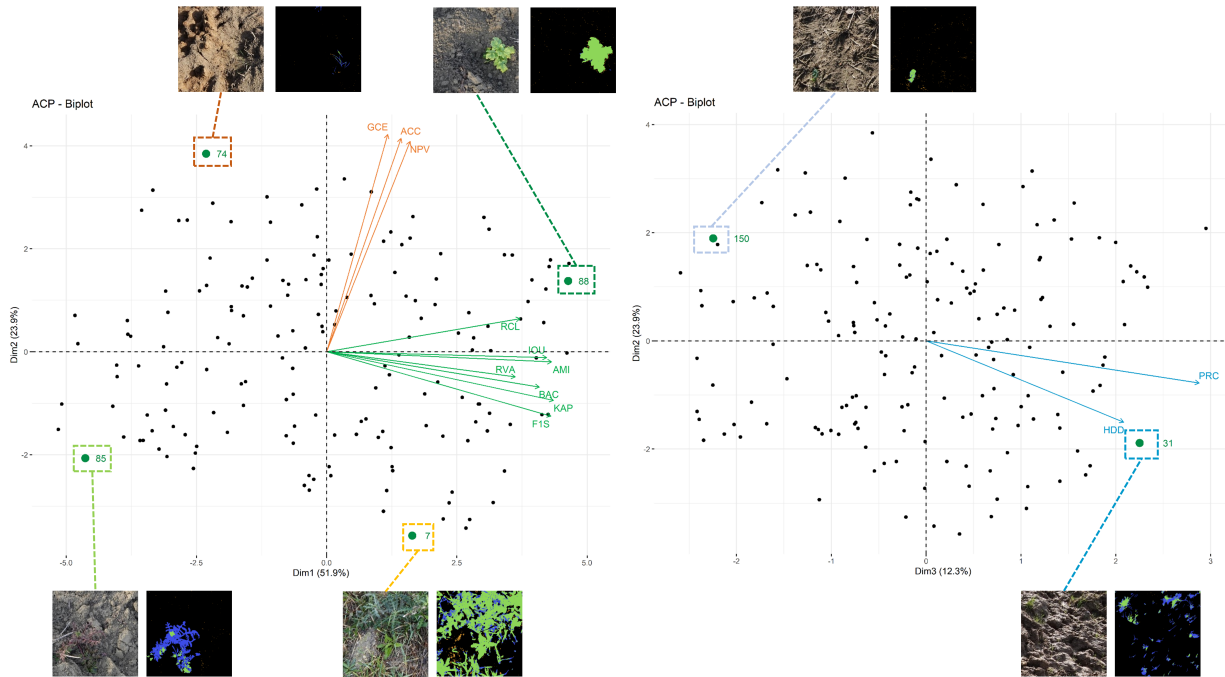 ACP - Biplot
GCE
ACC
NPV
74
88
RCL
IOU
RVA
AMI
BAC
KAP
F1S
85
7
4
2
0
-2
Dim2 (23.9%)
-5.0
-2.5
0.0
2.5
5.0
Dim1 (51.9%)
ACP - Biplot
150
PRC
HDD
31
4
2
0
-2
Dim2 (23.9%)
-2
-1
0
1
2
3
Dim3 (12.3%)